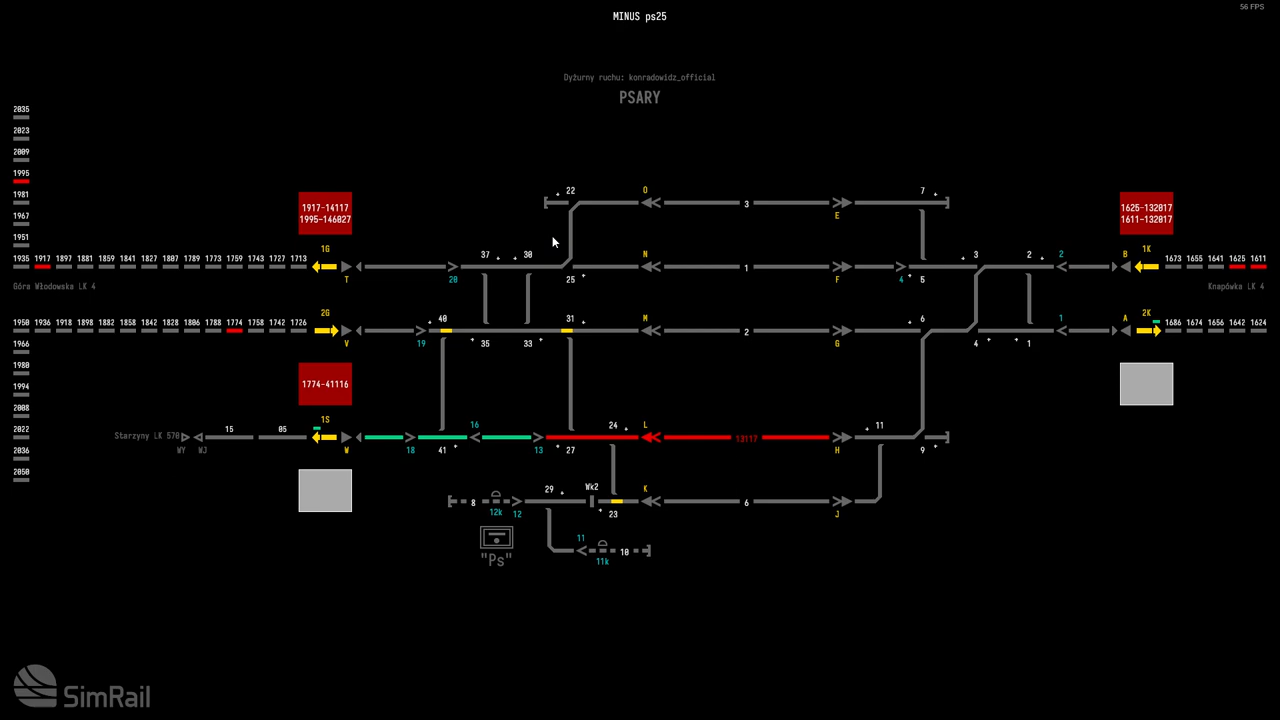 MINUS ps25
56 FPS
Dyżurny ruchu: konradowidz_official
PSARY
2035
2023
2009
1995
1981
1967
1951
1917-14117
1995-146027
1625-132017
1611-132017
22 O 3 E 7
1935 1917 1897 1881 1859 1841 1827 1807 1789 1773 1759 1743 1727 1713 1G T 20 37 30 25 N 1 F 4 5 3 2 2 B 1K 1673 1655 1641 1625 1611
Góra Włodowska LK 4
Knapówka LK 4
1950 1936 1918 1898 1882 1858 1842 1828 1806 1788 1774 1758 1742 1726 2G V 19 40 35 33 31 M 2 G 6 4 1 1 A 2K 1686 1674 1656 1642 1624
1966
1980
1994
2008
2022
2036
2050
1774-41116
Starzyny LK 570 WY WJ 15 05 1S W 18 41 16 13 27 24 L 13117 H 11 9
8 12k 12 29 Wk2 23 K 6 J
"Ps"
11 11k 10
SimRail